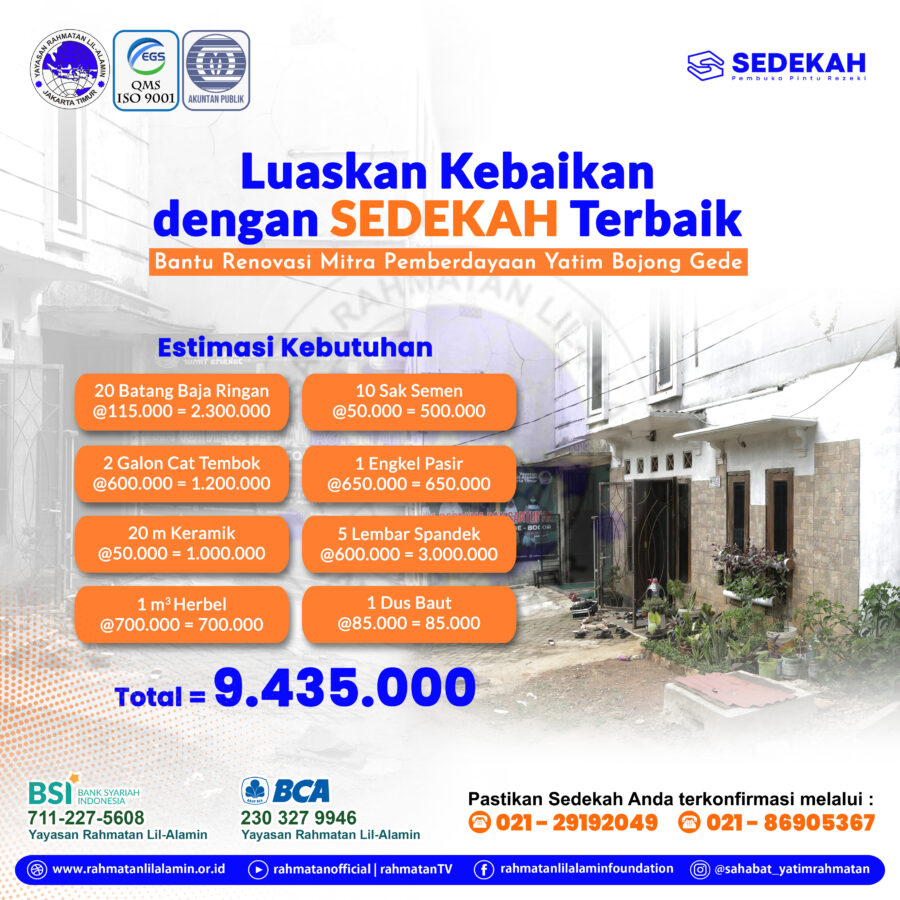 YAYASAN RAHMATAN LIL-ALAMIN
JAKARTA TIMUR
EGS
QMS
ISO 9001
AKUNTAN PUBLIK
SEDEKAH
Pembuka Pintu Rezeki
Luaskan Kebaikan
dengan SEDEKAH Terbaik
Bantu Renovasi Mitra Pemberdayaan Yatim Bojong Gede
RAHMATAN LIL
Estimasi Kebutuhan
20 Batang Baja Ringan
@115.000 = 2.300.000
10 Sak Semen
@50.000 = 500.000
2 Galon Cat Tembok
@600.000 = 1.200.000
1 Engkel Pasir
@650.000 = 650.000
20 m Keramik
@50.000 = 1.000.000
5 Lembar Spandek
@600.000 = 3.000.000
1 m³ Herbel
@700.000 = 700.000
1 Dus Baut
@85.000 = 85.000
Total = 9.435.000
BSI BANK SYARIAH
INDONESIA
711-227-5608
Yayasan Rahmatan Lil-Alamin
BCA
230 327 9946
Yayasan Rahmatan Lil-Alamin
Pastikan Sedekah Anda terkonfirmasi melalui :
021 – 29192049 021 – 86905367
www.rahmatanlilalamin.or.id rahmatanofficial | rahmatanTV rahmatanlilalaminfoundation @sahabat_yatimrahmatan